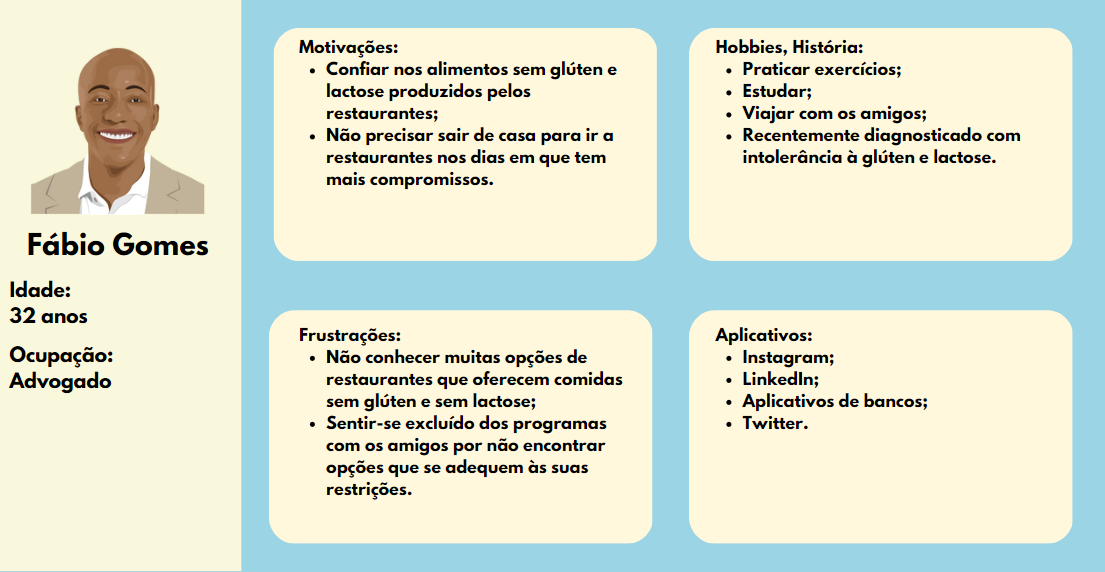 Fábio Gomes
Idade:
32 anos
Ocupação:
Advogado
Motivações:
• Confiar nos alimentos sem glúten e
lactose produzidos pelos
restaurantes;
• Não precisar sair de casa para ir a
restaurantes nos dias em que tem
mais compromissos.
Hobbies, História:
• Praticar exercícios;
• Estudar;
• Viajar com os amigos;
• Recentemente diagnosticado com
intolerância à glúten e lactose.
Frustrações:
• Não conhecer muitas opções de
restaurantes que oferecem comidas
sem glúten e sem lactose;
• Sentir-se excluído dos programas
com os amigos por não encontrar
opções que se adequem às suas
restrições.
Aplicativos:
• Instagram;
• LinkedIn;
• Aplicativos de bancos;
• Twitter.